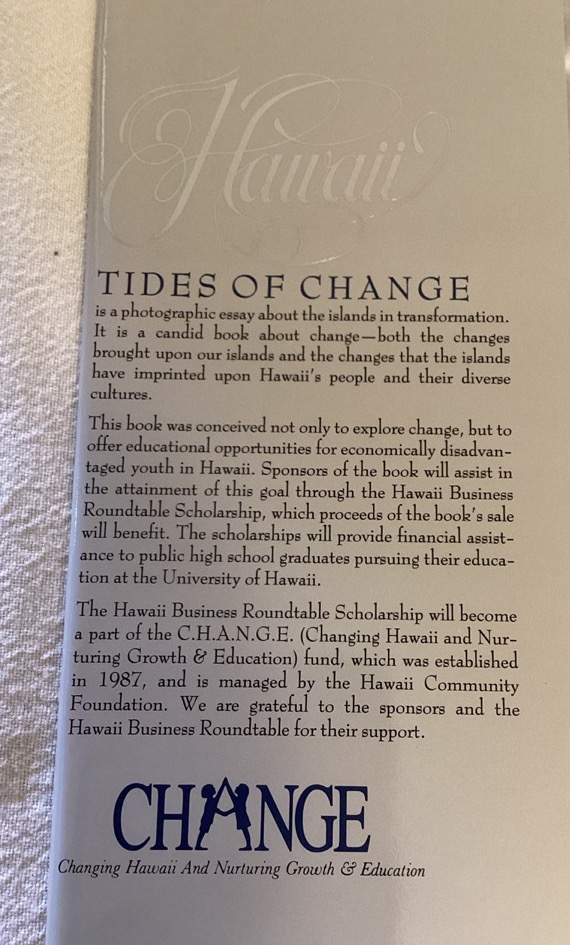 Hawaii
TIDES OF CHANGE
is a photographic essay about the islands in transformation.
It is a candid book about change—both the changes
brought upon our islands and the changes that the islands
have imprinted upon Hawaii's people and their diverse
cultures.
This book was conceived not only to explore change, but to
offer educational opportunities for economically disadvan-
taged youth in Hawaii. Sponsors of the book will assist in
the attainment of this goal through the Hawaii Business
Roundtable Scholarship, which proceeds of the book's sale
will benefit. The scholarships will provide financial assist-
ance to public high school graduates pursuing their educa-
tion at the University of Hawaii.
The Hawaii Business Roundtable Scholarship will become
a part of the C.H.A.N.G.E. (Changing Hawaii and Nur-
turing Growth & Education) fund, which was established
in 1987, and is managed by the Hawaii Community
Foundation. We are grateful to the sponsors and the
Hawaii Business Roundtable for their support.
CHANGE
Changing Hawaii And Nurturing Growth & Education